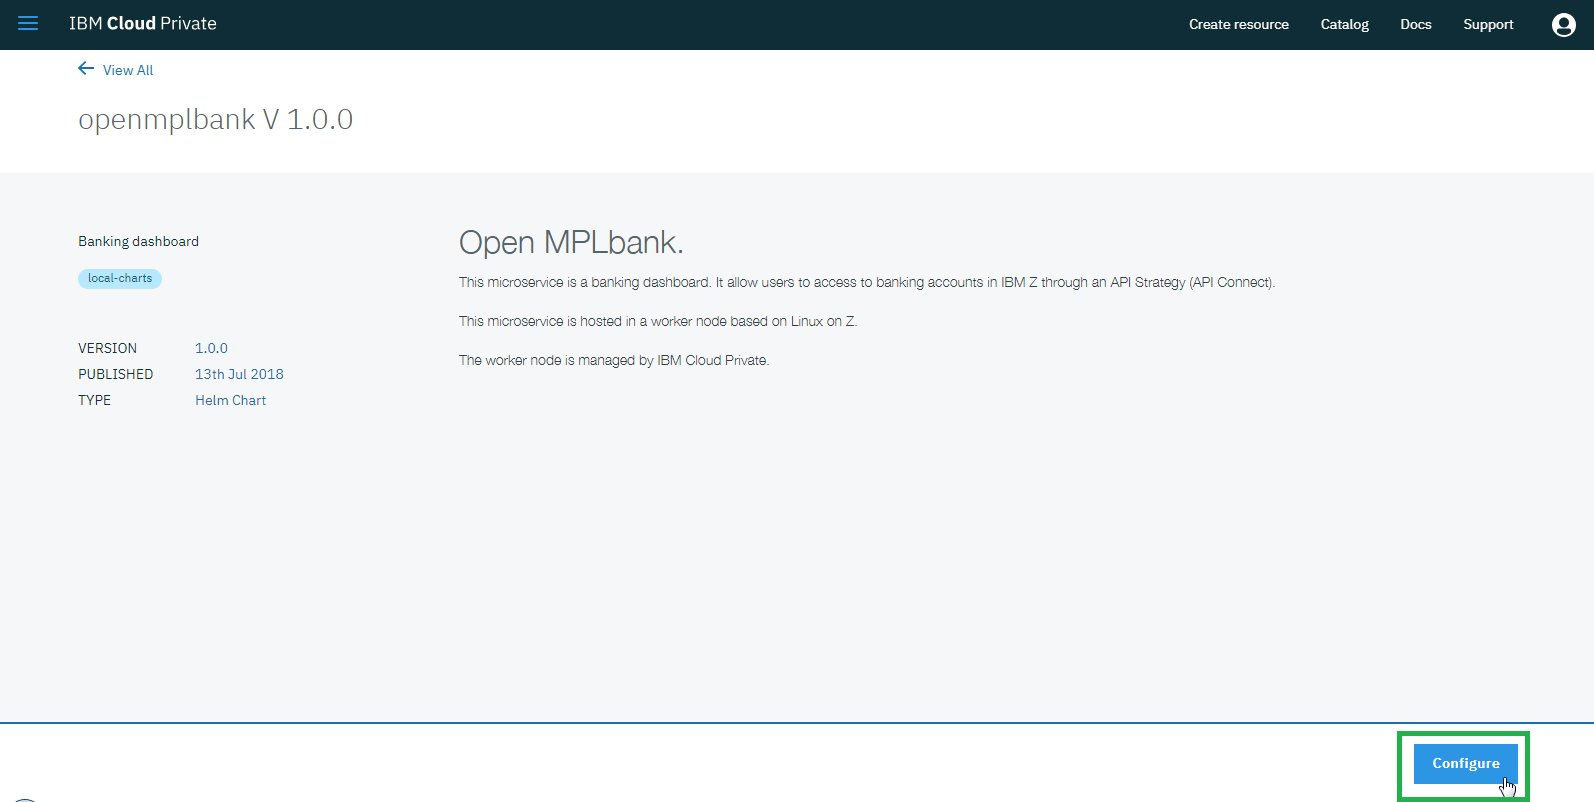 IBM Cloud Private
Create resource
Catalog
Docs
Support
View All
openmplbank V 1.0.0
Banking dashboard
local-charts
VERSION 1.0.0
PUBLISHED 13th Jul 2018
TYPE Helm Chart
Open MPLbank.
This microservice is a banking dashboard. It allow users to access to banking accounts in IBM Z through an API Strategy (API Connect).
This microservice is hosted in a worker node based on Linux on Z.
The worker node is managed by IBM Cloud Private.
Configure